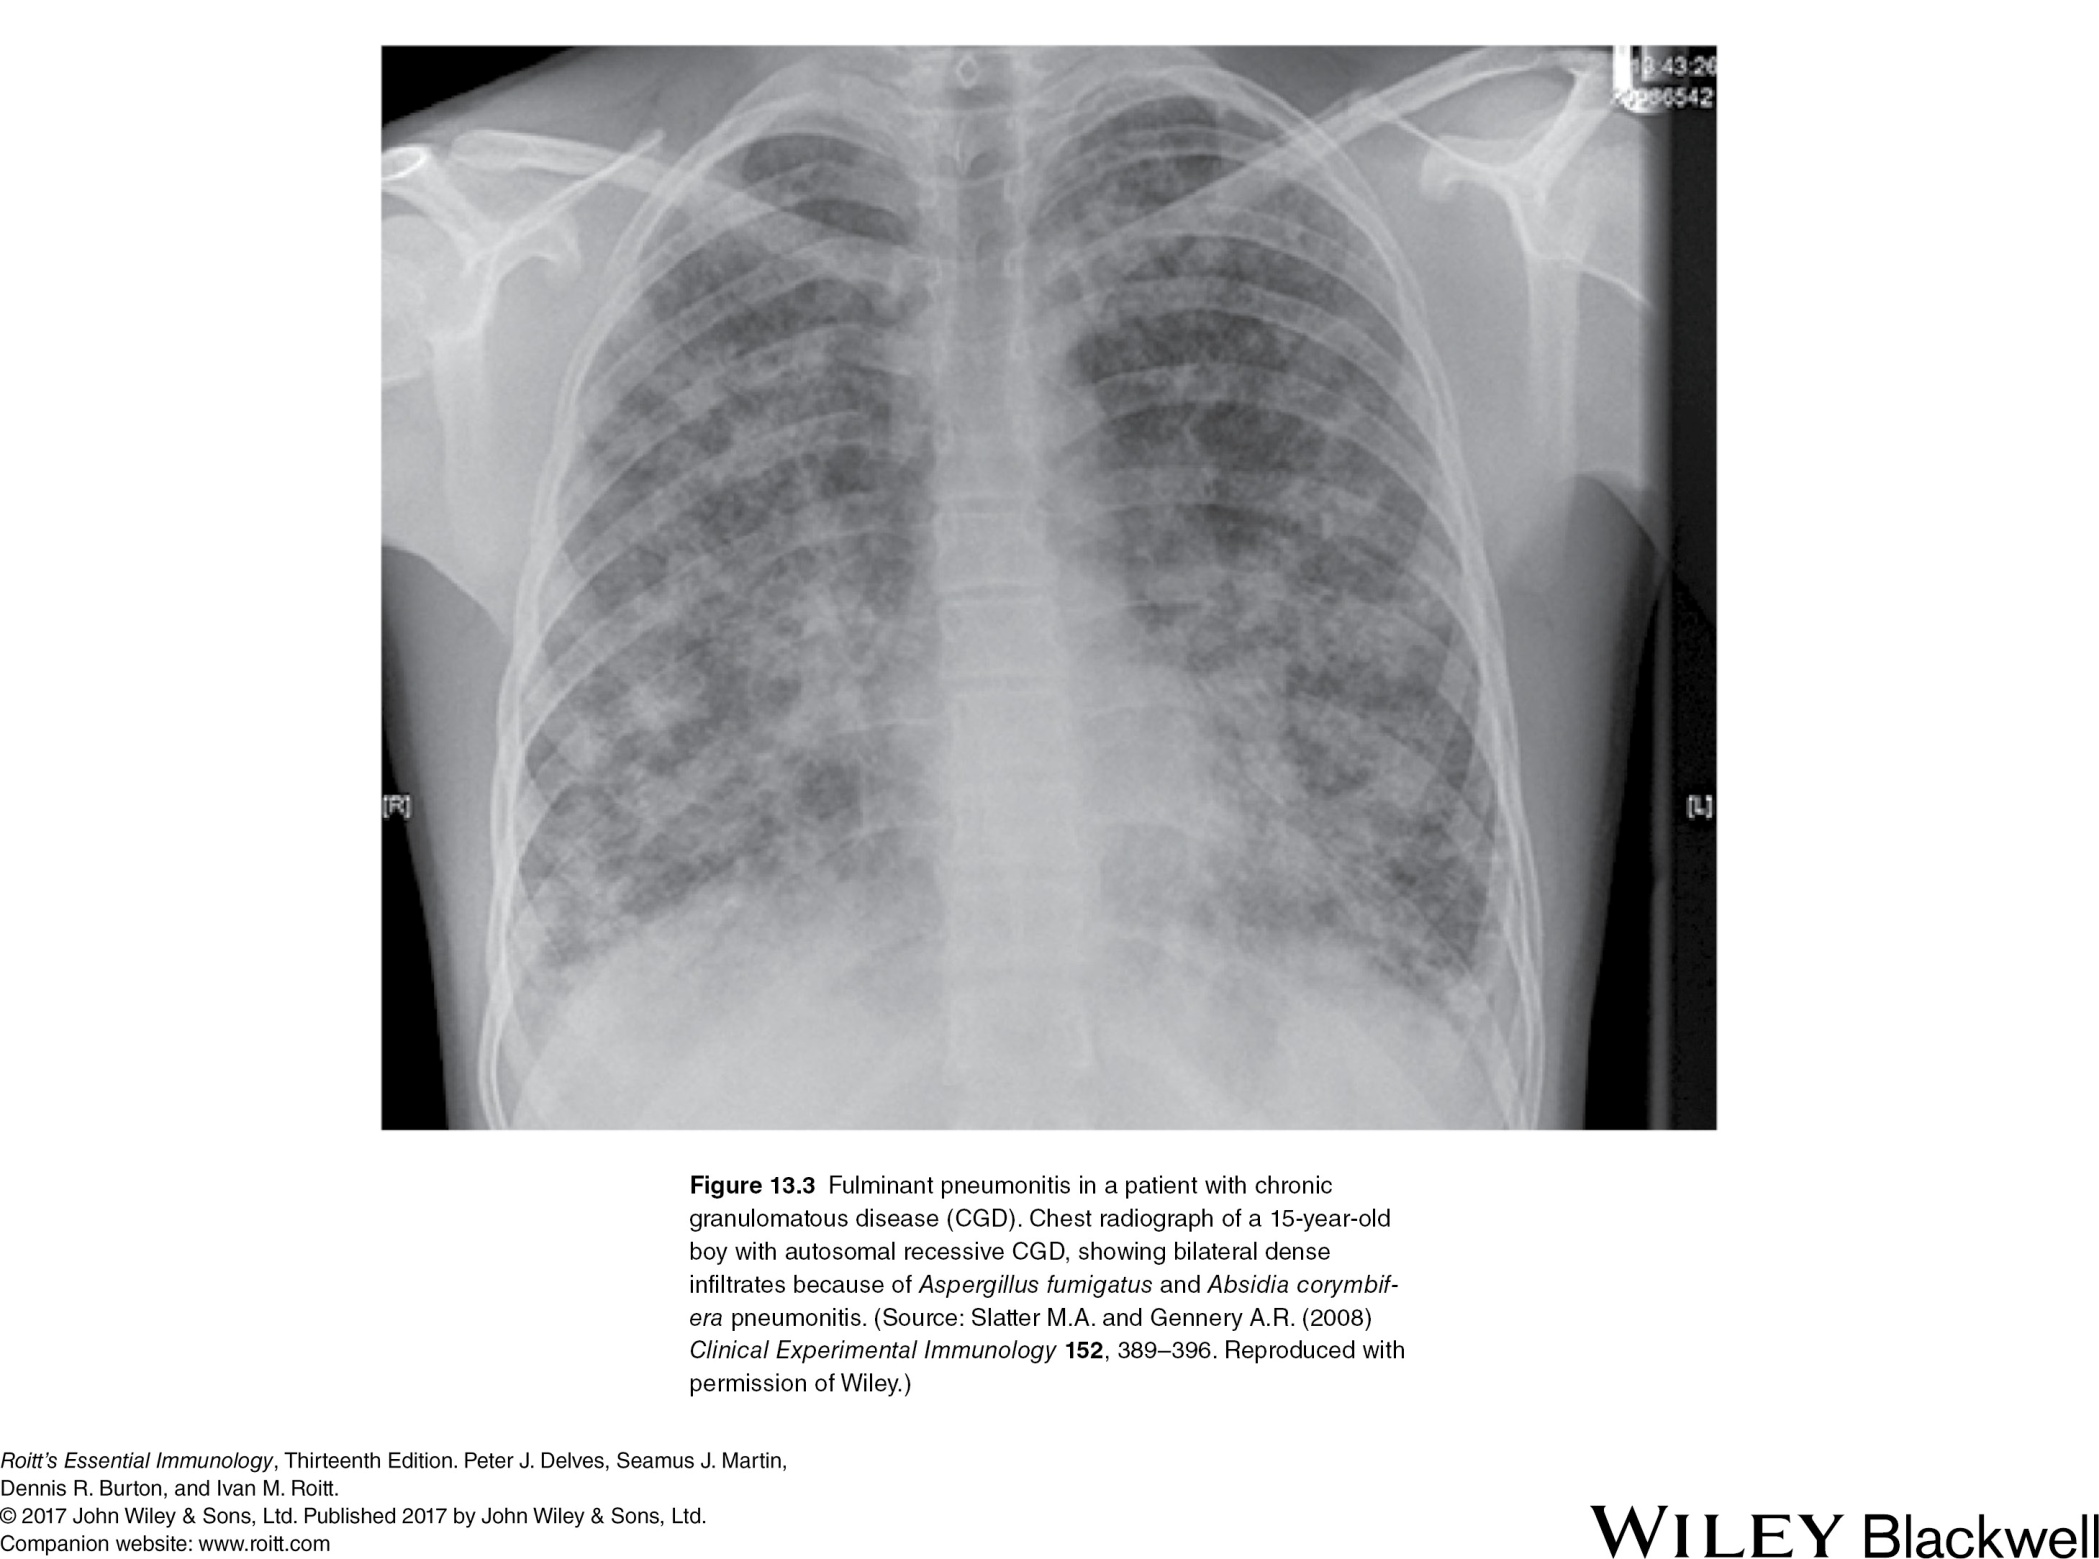 13:43:26
[R]
[L]
Figure 13.3 Fulminant pneumonitis in a patient with chronic
granulomatous disease (CGD). Chest radiograph of a 15-year-old
boy with autosomal recessive CGD, showing bilateral dense
infiltrates because of Aspergillus fumigatus and Absidia corymbif-
era pneumonitis. (Source: Slatter M.A. and Gennery A.R. (2008)
Clinical Experimental Immunology 152, 389–396. Reproduced with
permission of Wiley.)
Roitt's Essential Immunology, Thirteenth Edition. Peter J. Delves, Seamus J. Martin,
Dennis R. Burton, and Ivan M. Roitt.
© 2017 John Wiley & Sons, Ltd. Published 2017 by John Wiley & Sons, Ltd.
Companion website: www.roitt.com
WILEY Blackwell